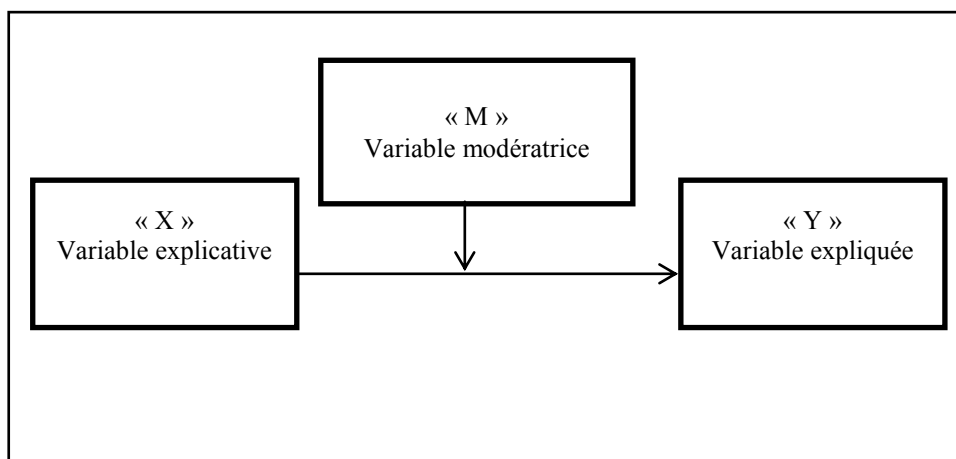 « M »
Variable modératrice
« X »
Variable explicative
« Y »
Variable expliquée